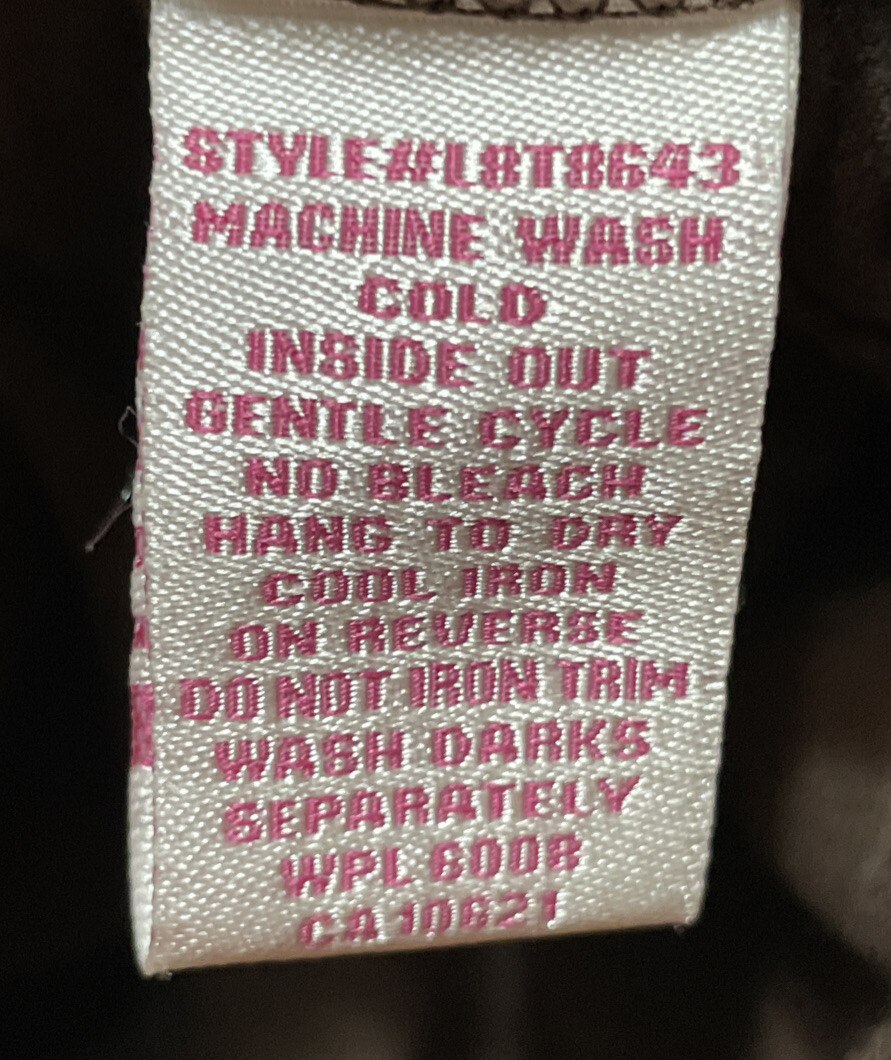 STYLE#L8T8643
MACHINE WASH
COLD
INSIDE OUT
GENTLE CYCLE
NO BLEACH
HANG TO DRY
COOL IRON
ON REVERSE
DO NOT IRON TRIM
WASH DARKS
SEPARATELY
WPL 6008
CA 10621